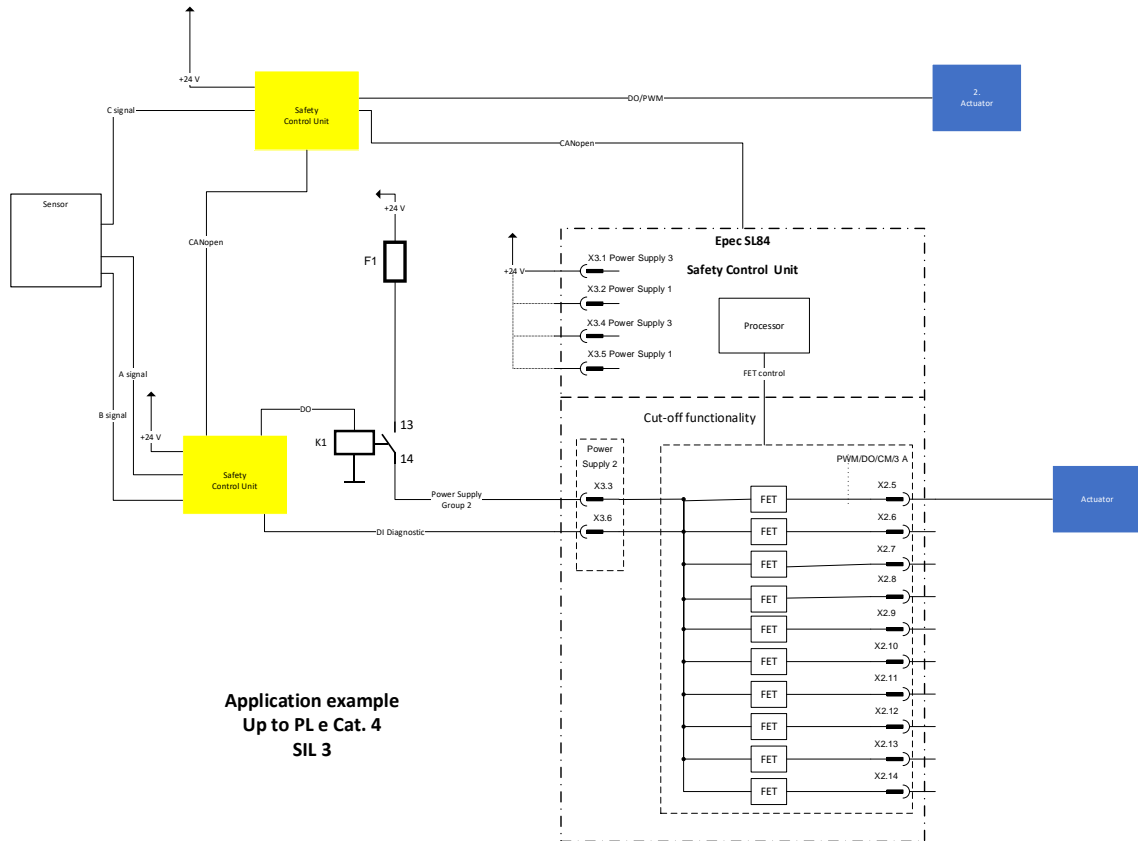 +24 V
C signal
Safety
Control Unit
DO/PWM
2.
Actuator
CANopen
Sensor
CANopen
+24 V
F1
Epec SL84
Safety Control Unit
+24 V
X3.1 Power Supply 3
X3.2 Power Supply 1
X3.4 Power Supply 3
X3.5 Power Supply 1
Processor
FET control
A signal
B signal
+24 V
DO
K1
13
14
Safety
Control Unit
Power Supply
Group 2
DI Diagnostic
Cut-off functionality
Power
Supply 2
X3.3
X3.6
PWM/DO/CM/3 A
FET
X2.5
Actuator
FET
X2.6
FET
X2.7
FET
X2.8
FET
X2.9
FET
X2.10
FET
X2.11
FET
X2.12
FET
X2.13
FET
X2.14
Application example
Up to PL e Cat. 4
SIL 3